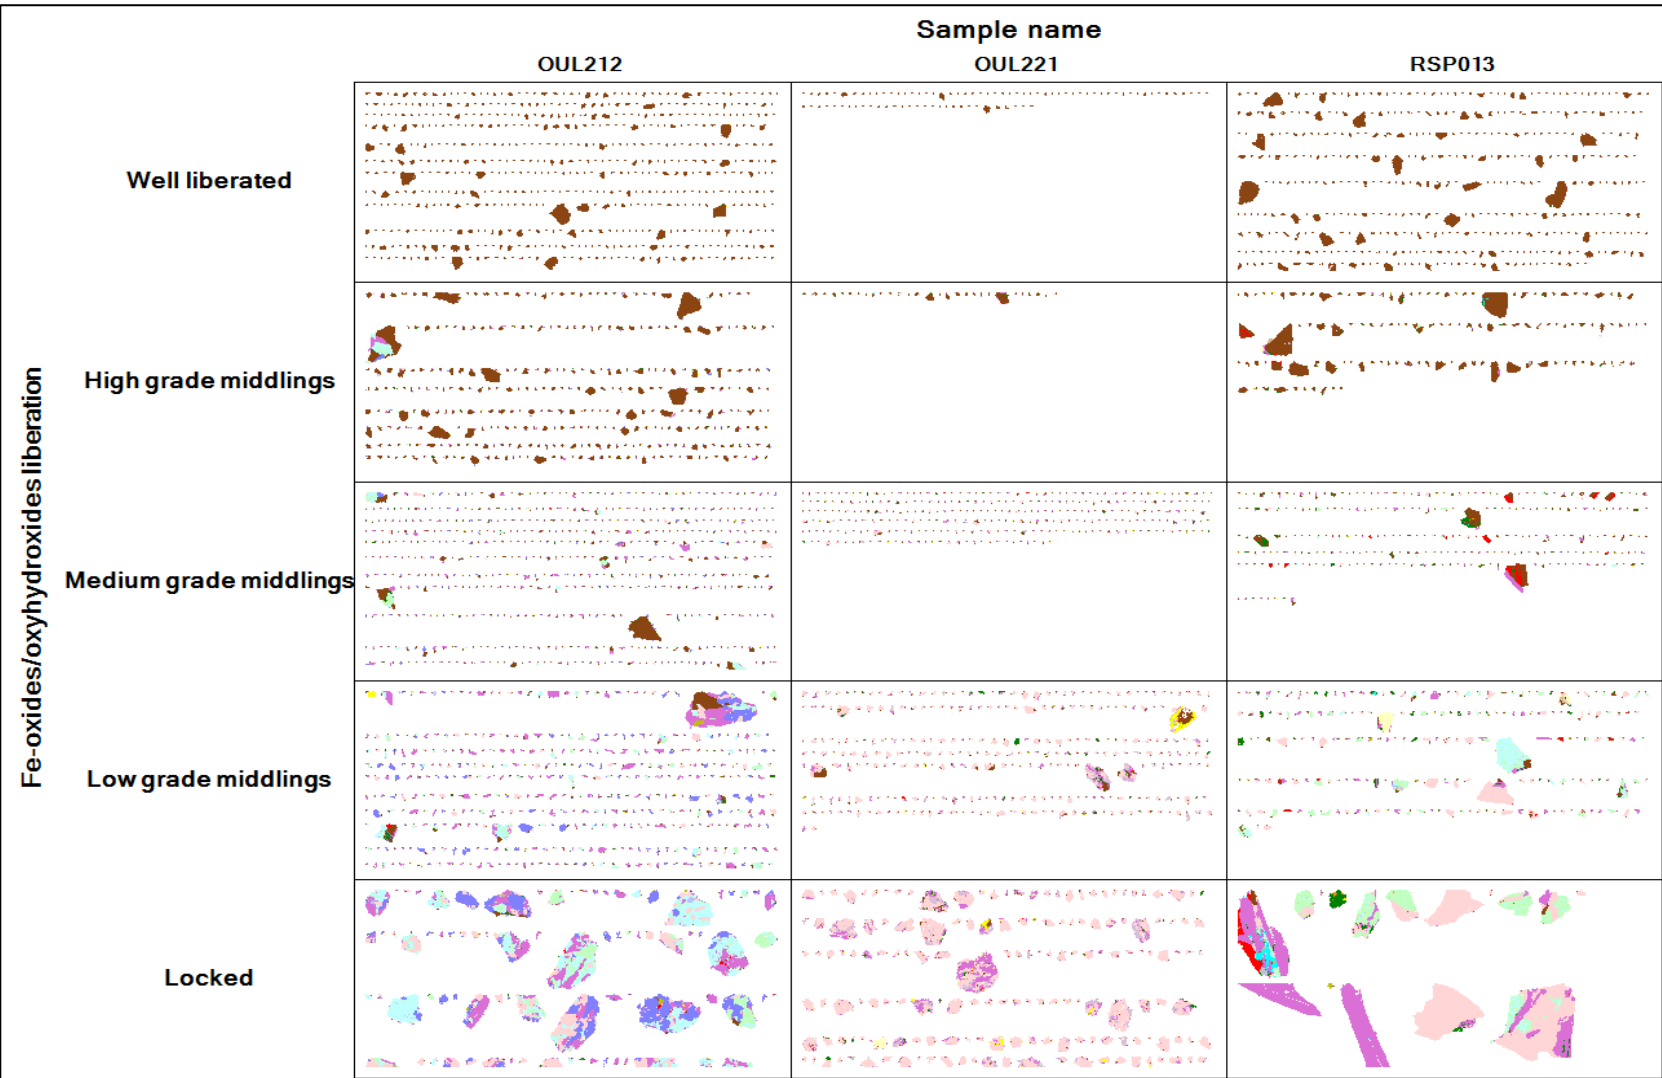 Sample name
OUL212 OUL221 RSP013
Fe-oxides/oxyhydroxides liberation
Well liberated
High grade middlings
Medium grade middlings
Low grade middlings
Locked